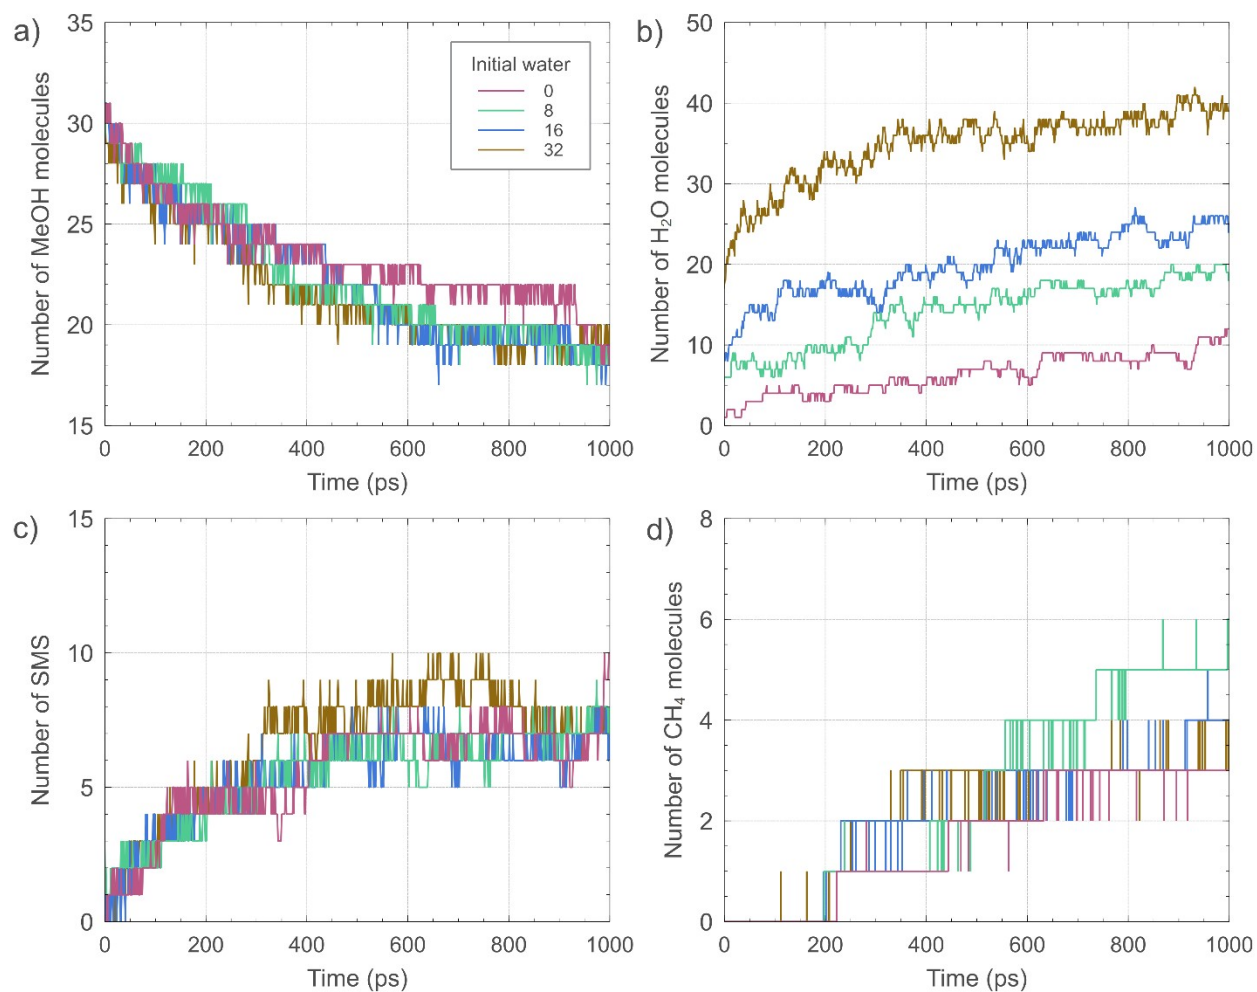 a)
35
30
25
20
15
Number of MeOH molecules
Initial water
0
8
16
32
0 200 400 600 800 1000
Time (ps)
b)
50
40
30
20
10
0
Number of H₂O molecules
0 200 400 600 800 1000
Time (ps)
c)
15
10
5
0
Number of SMS
0 200 400 600 800 1000
Time (ps)
d)
8
6
4
2
0
Number of CH₄ molecules
0 200 400 600 800 1000
Time (ps)